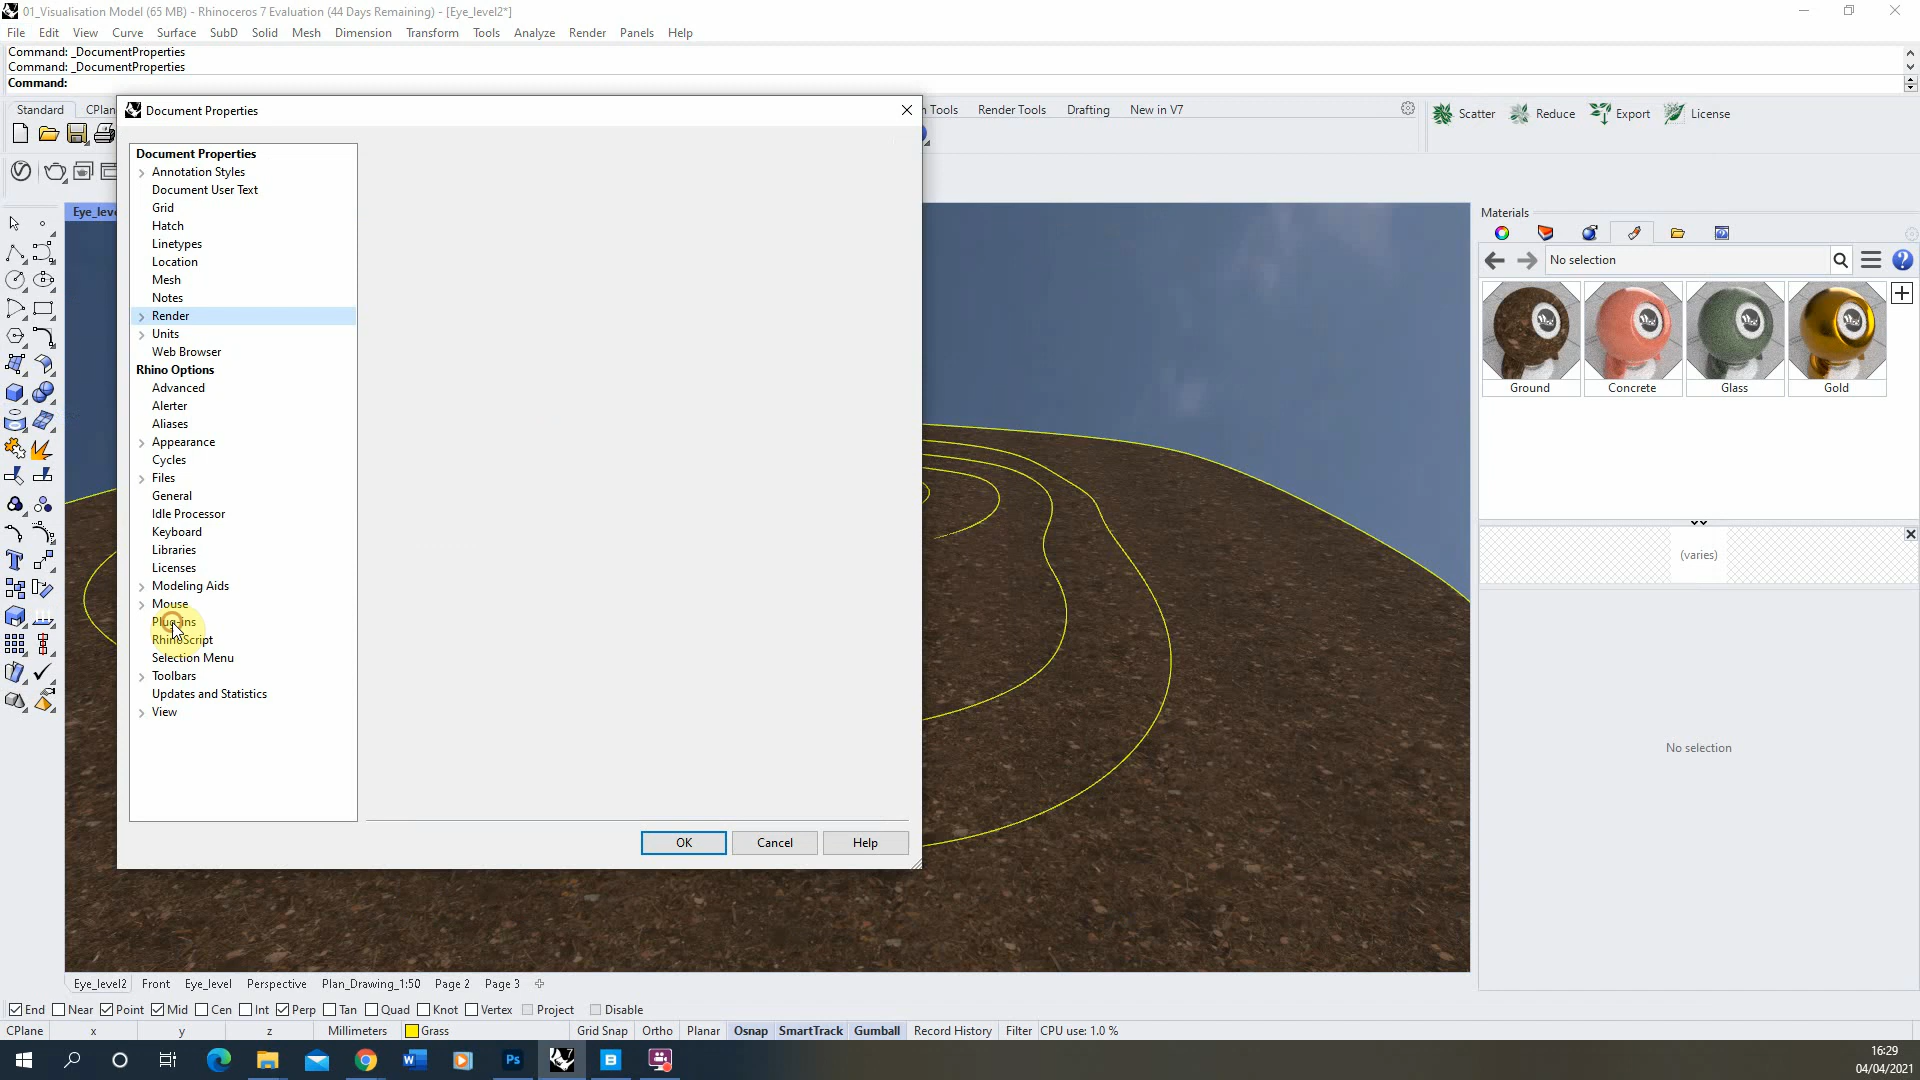 01_Visualisation Model (65 MB) - Rhinoceros 7 Evaluation (44 Days Remaining) - [Eye_level2*]
File Edit View Curve Surface SubD Solid Mesh Dimension Transform Tools Analyze Render Panels Help
Command: _DocumentProperties
Command: _DocumentProperties
Command:
Standard CPlan
n Tools Render Tools Drafting New in V7
Scatter Reduce Export License
Document Properties
Document Properties
Annotation Styles
Document User Text
Grid
Hatch
Linetypes
Location
Mesh
Notes
Render
Units
Web Browser
Rhino Options
Advanced
Alerter
Aliases
Appearance
Cycles
Files
General
Idle Processor
Keyboard
Libraries
Licenses
Modeling Aids
Mouse
Plug-ins
RhinoScript
Selection Menu
Toolbars
Updates and Statistics
View
OK Cancel Help
Eye_leve
Materials
No selection
Ground Concrete Glass Gold
(varies)
No selection
Eye_level2 Front Eye_level Perspective Plan_Drawing_1:50 Page 2 Page 3
End Near Point Mid Cen Int Perp Tan Quad Knot Vertex Project Disable
CPlane x y z Millimeters Grass Grid Snap Ortho Planar Osnap SmartTrack Gumball Record History Filter CPU use: 1.0 %
16:29
04/04/2021